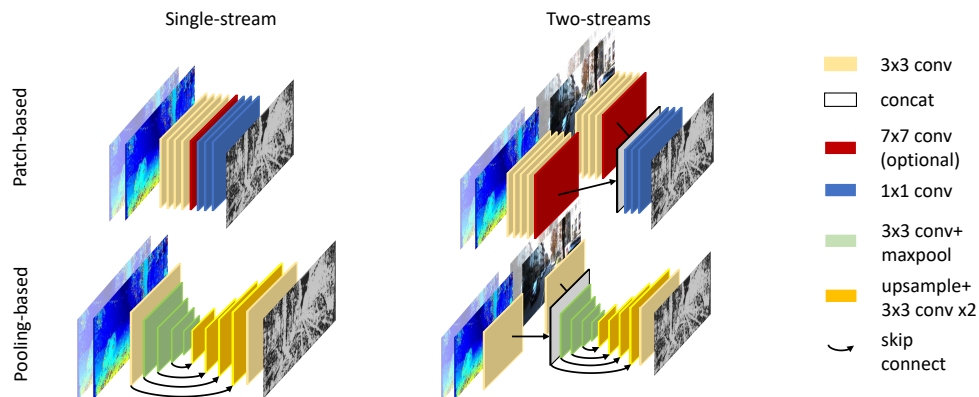 Single-stream
Two-streams
Patch-based
Pooling-based
3x3 conv
concat
7x7 conv
(optional)
1x1 conv
3x3 conv+
maxpool
upsample+
3x3 conv x2
skip
connect